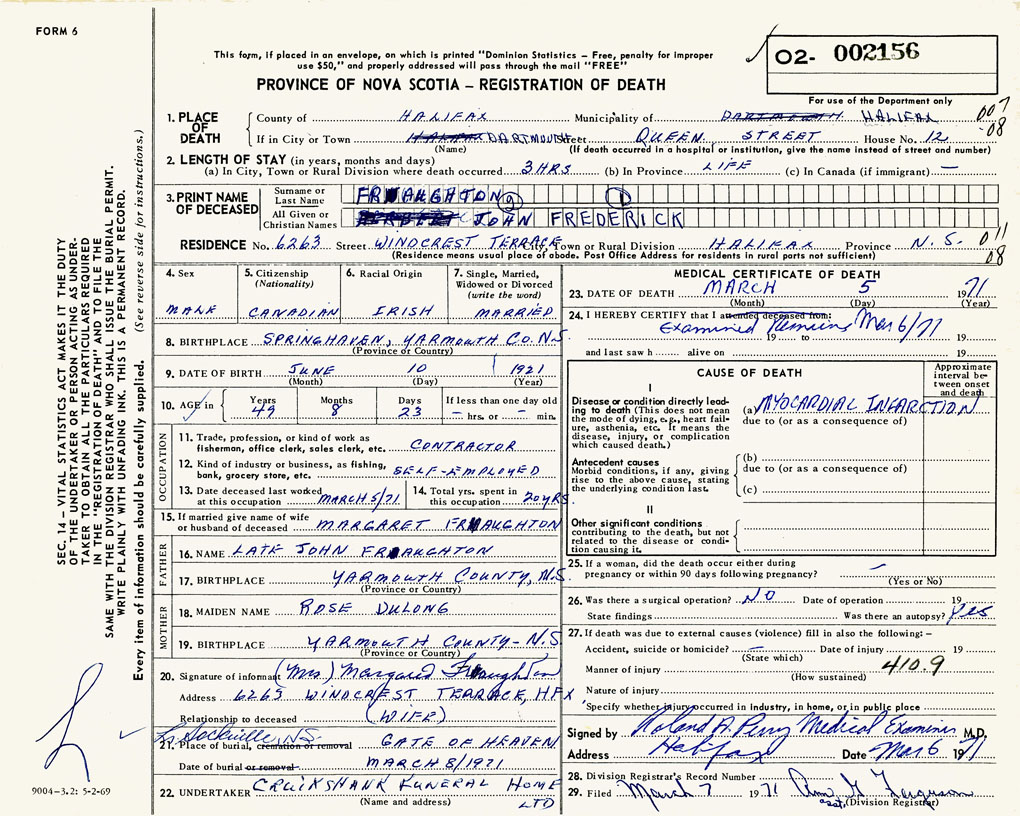 FORM 6
This form, if placed in an envelope, on which is printed "Dominion Statistics – Free, penalty for improper
use $50," and properly addressed will pass through the mail "FREE"
PROVINCE OF NOVA SCOTIA – REGISTRATION OF DEATH
O2- 002156
For use of the Department only
1. PLACE OF DEATH
County of HALIFAX Municipality of DARTMOUTH HALIFAX 007
If in City or Town HALIFAX DARTMOUTH Street QUEEN STREET House No. 12 08
(Name) (If death occurred in a hospital or institution, give the name instead of street and number)
2. LENGTH OF STAY (in years, months and days)
(a) In City, Town or Rural Division where death occurred 3 HRS (b) In Province LIFE (c) In Canada (if immigrant) —
3. PRINT NAME OF DECEASED
Surname or Last Name FRAUGHTON
2 1
All Given or Christian Names JOHN FREDERICK
RESIDENCE No. 6263 Street WINDCREST TERRACE City, Town or Rural Division HALIFAX Province N.S. 011
(Residence means usual place of abode. Post Office Address for residents in rural parts not sufficient) 08
4. Sex
MALE
5. Citizenship
(Nationality)
CANADIAN
6. Racial Origin
IRISH
7. Single, Married,
Widowed or Divorced
(write the word)
MARRIED
8. BIRTHPLACE SPRINGHAVEN, YARMOUTH CO. N.S.
(Province or Country)
9. DATE OF BIRTH JUNE 10 1921
(Month) (Day) (Year)
10. AGE in Years Months Days If less than one day old
49 8 23 – hrs. or – min.
OCCUPATION
11. Trade, profession, or kind of work as
fisherman, office clerk, sales clerk, etc. CONTRACTOR
12. Kind of industry or business, as fishing,
bank, grocery store, etc. SELF-EMPLOYED
13. Date deceased last worked
at this occupation MARCH 5/71
14. Total yrs. spent in
this occupation 20 YRS
15. If married give name of wife
or husband of deceased MARGARET FRAUGHTON
FATHER
16. NAME LATE JOHN FRAUGHTON
17. BIRTHPLACE YARMOUTH COUNTY, N.S.
(Province or Country)
MOTHER
18. MAIDEN NAME ROSE DULONG
19. BIRTHPLACE YARMOUTH COUNTY - N.S
(Province or Country)
20. Signature of informant (Mrs) Margaret Fraughton
Address 6263 WINDCREST TERRACE, HFX
Relationship to deceased (WIFE)
Lr. Sackville, N.S.
21. Place of burial, cremation or removal GATE OF HEAVEN
Date of burial or removal MARCH 8/1971
22. UNDERTAKER CRUIKSHANK FUNERAL HOME
(Name and address) LTD
MEDICAL CERTIFICATE OF DEATH
23. DATE OF DEATH MARCH 5 1971
(Month) (Day) (Year)
24. I HEREBY CERTIFY that I attended deceased from:
Examined Remains Mar 6/71
19 to 19
and last saw h alive on 19
CAUSE OF DEATH
Approximate interval between onset and death
I
Disease or condition directly leading to death (This does not mean the mode of dying, e.g., heart failure, asthenia, etc. It means the disease, injury, or complication which caused death.)
(a) MYOCARDIAL INFARCTION
due to (or as a consequence of)
Antecedent causes
Morbid conditions, if any, giving rise to the above cause, stating the underlying condition last.
(b)
due to (or as a consequence of)
(c)
II
Other significant conditions
contributing to the death, but not related to the disease or condition causing it.
25. If a woman, did the death occur either during
pregnancy or within 90 days following pregnancy? –
(Yes or No)
26. Was there a surgical operation? NO Date of operation 19
State findings Was there an autopsy? Yes
27. If death was due to external causes (violence) fill in also the following: –
Accident, suicide or homicide? — Date of injury 19
(State which)
Manner of injury 410.9
(How sustained)
Nature of injury
Specify whether injury occurred in industry, in home, or in public place
Signed by Roland A. Perry Medical Examiner M.D.
Address Halifax Date Mar 6 1971
28. Division Registrar's Record Number
29. Filed March 7 1971 Ferguson
asst. (Division Registrar)
SEC. 14 – VITAL STATISTICS ACT MAKES IT THE DUTY
OF THE UNDERTAKER OR PERSON ACTING AS UNDER-
TAKER TO OBTAIN ALL THE PARTICULARS REQUIRED
IN THE "REGISTRATION OF DEATH" AND TO FILE THE
SAME WITH THE DIVISION REGISTRAR WHO SHALL ISSUE THE BURIAL PERMIT.
WRITE PLAINLY WITH UNFADING INK. THIS IS A PERMANENT RECORD.
Every item of information should be carefully supplied. (See reverse side for instructions.)
9004-3.2: 5-2-69